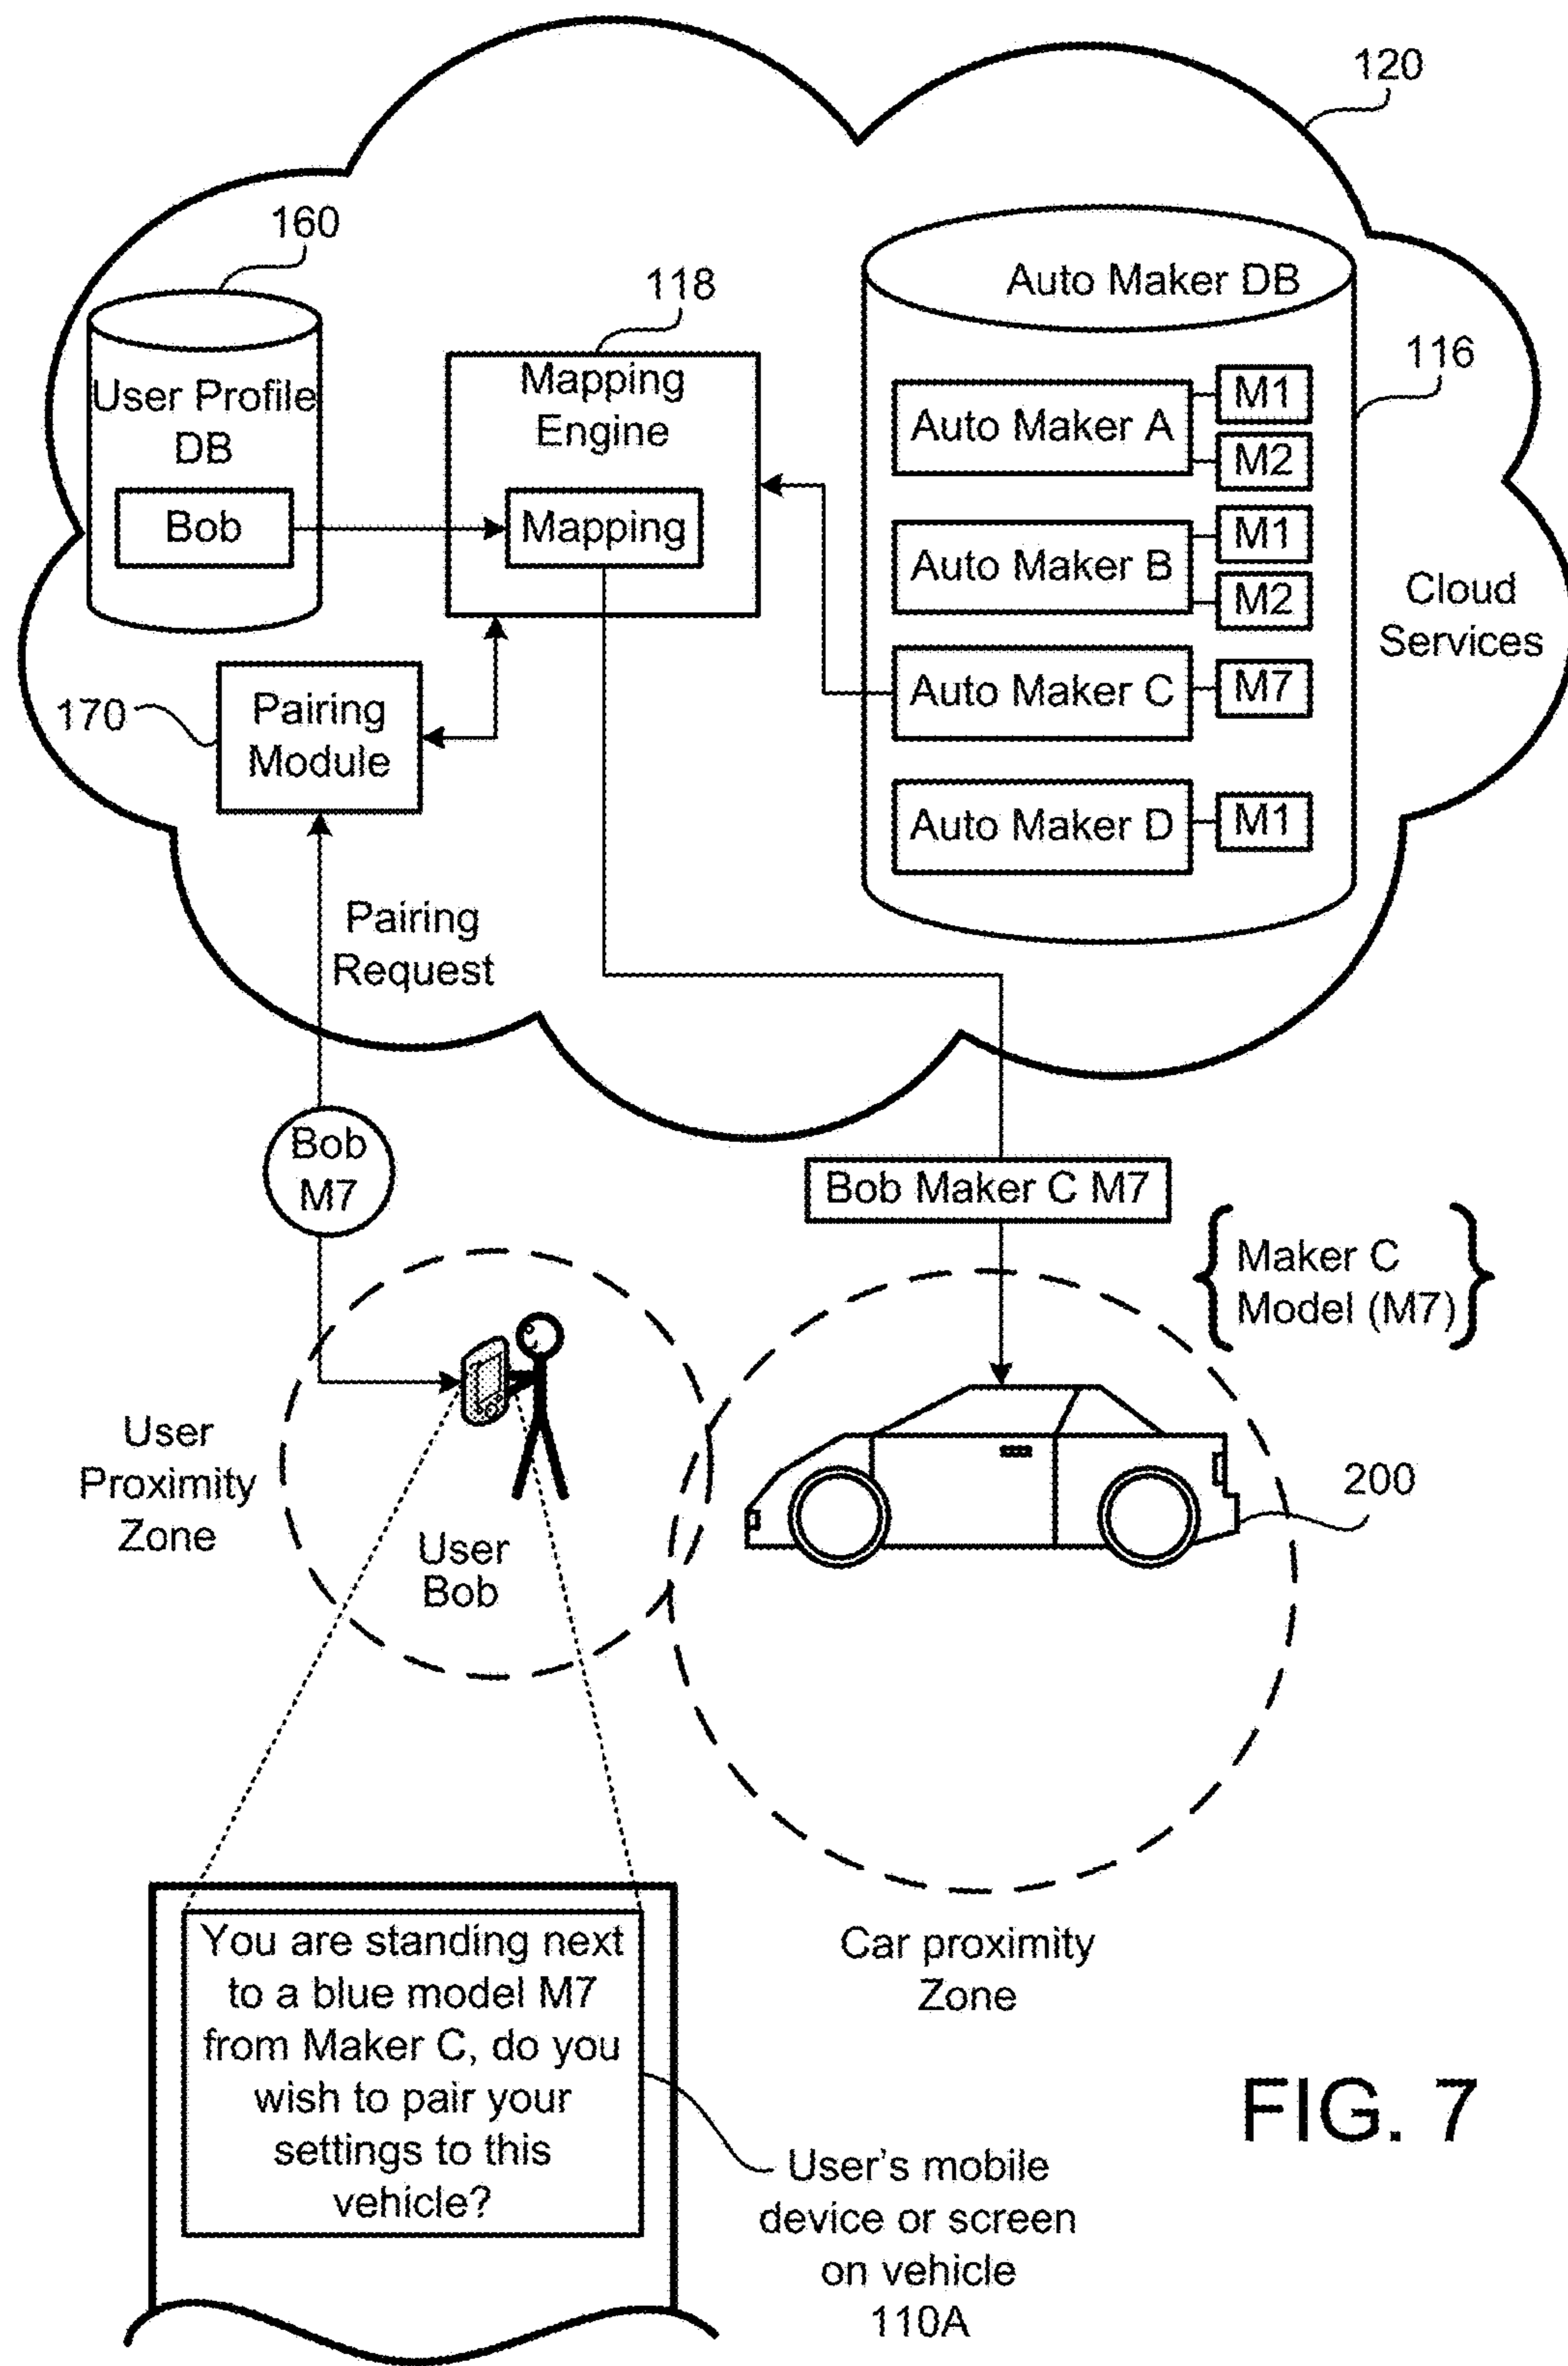 120
160
118
Auto Maker DB
116
User Profile
DB
Bob
Mapping
Engine
Mapping
Auto Maker A
M1
M2
Auto Maker B
M1
M2
Auto Maker C
M7
Auto Maker D
M1
Cloud
Services
170
Pairing
Module
Pairing
Request
Bob
M7
Bob Maker C M7
Maker C
Model (M7)
User
Proximity
Zone
User
Bob
200
Car proximity
Zone
You are standing next
to a blue model M7
from Maker C, do you
wish to pair your
settings to this
vehicle?
User's mobile
device or screen
on vehicle
110A
FIG. 7